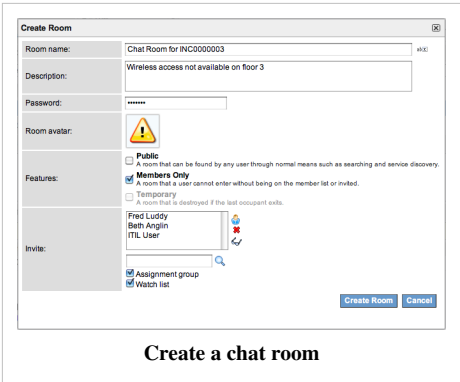 Create Room
Room name: Chat Room for INC0000003
Description: Wireless access not available on floor 3
Password: •••••••
Room avatar:
Features:
Public
A room that can be found by any user through normal means such as searching and service discovery.
Members Only
A room that a user cannot enter without being on the member list or invited.
Temporary
A room that is destroyed if the last occupant exits.
Invite:
Fred Luddy
Beth Anglin
ITIL User
Assignment group
Watch list
Create Room Cancel
Create a chat room